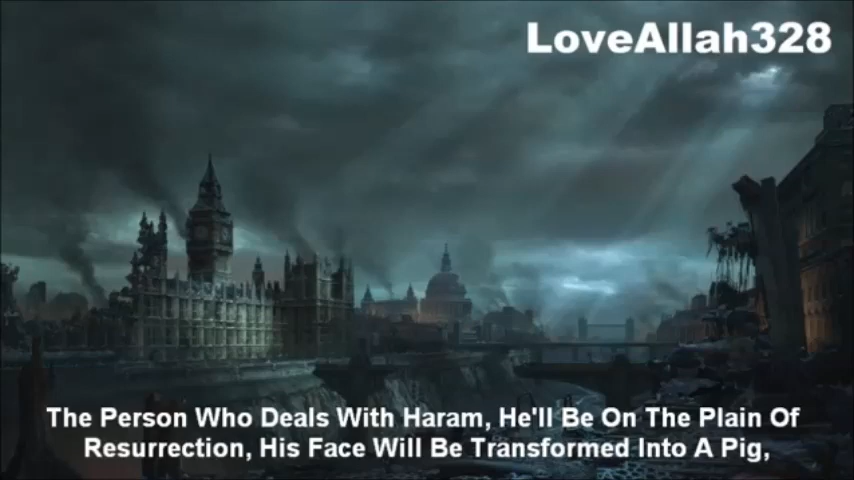 LoveAllah328
The Person Who Deals With Haram, He'll Be On The Plain Of
Resurrection, His Face Will Be Transformed Into A Pig,